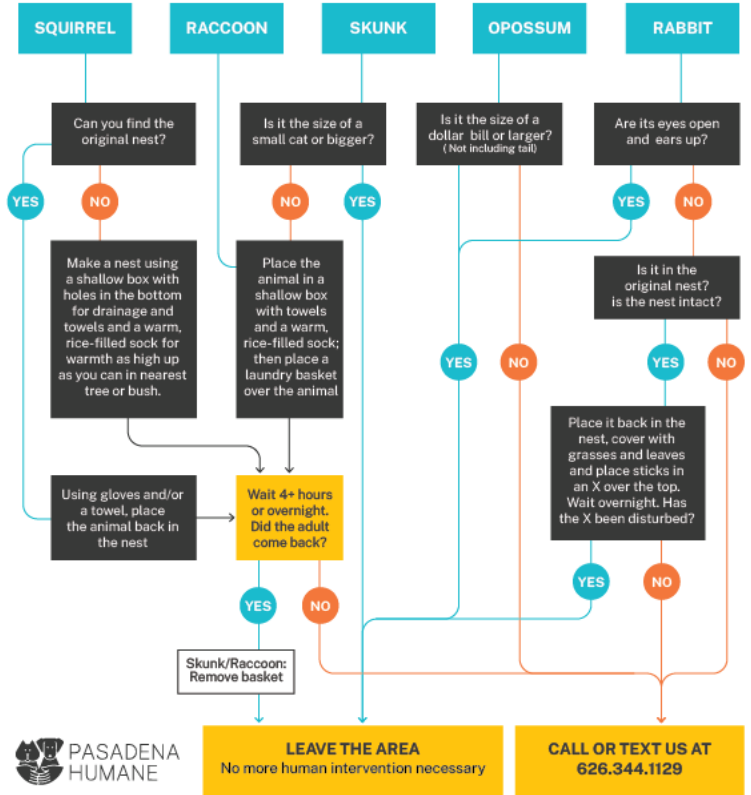 SQUIRREL
RACCOON
SKUNK
OPOSSUM
RABBIT
Can you find the
original nest?
Is it the size of a
small cat or bigger?
Is it the size of a
dollar bill or larger?
( Not including tail)
Are its eyes open
and ears up?
YES
NO
NO
YES
YES
NO
Make a nest using
a shallow box with
holes in the bottom
for drainage and
towels and a warm,
rice-filled sock for
warmth as high up
as you can in nearest
tree or bush.
Place the
animal in a
shallow box
with towels
and a warm,
rice-filled sock;
then place a
laundry basket
over the animal
Is it in the
original nest?
is the nest intact?
YES
NO
YES
NO
Place it back in the
nest, cover with
grasses and leaves
and place sticks in
an X over the top.
Wait overnight. Has
the X been disturbed?
Using gloves and/or
a towel, place
the animal back in
the nest
Wait 4+ hours
or overnight.
Did the adult
come back?
YES
NO
YES
NO
Skunk/Raccoon:
Remove basket
PASADENA
HUMANE
LEAVE THE AREA
No more human intervention necessary
CALL OR TEXT US AT
626.344.1129